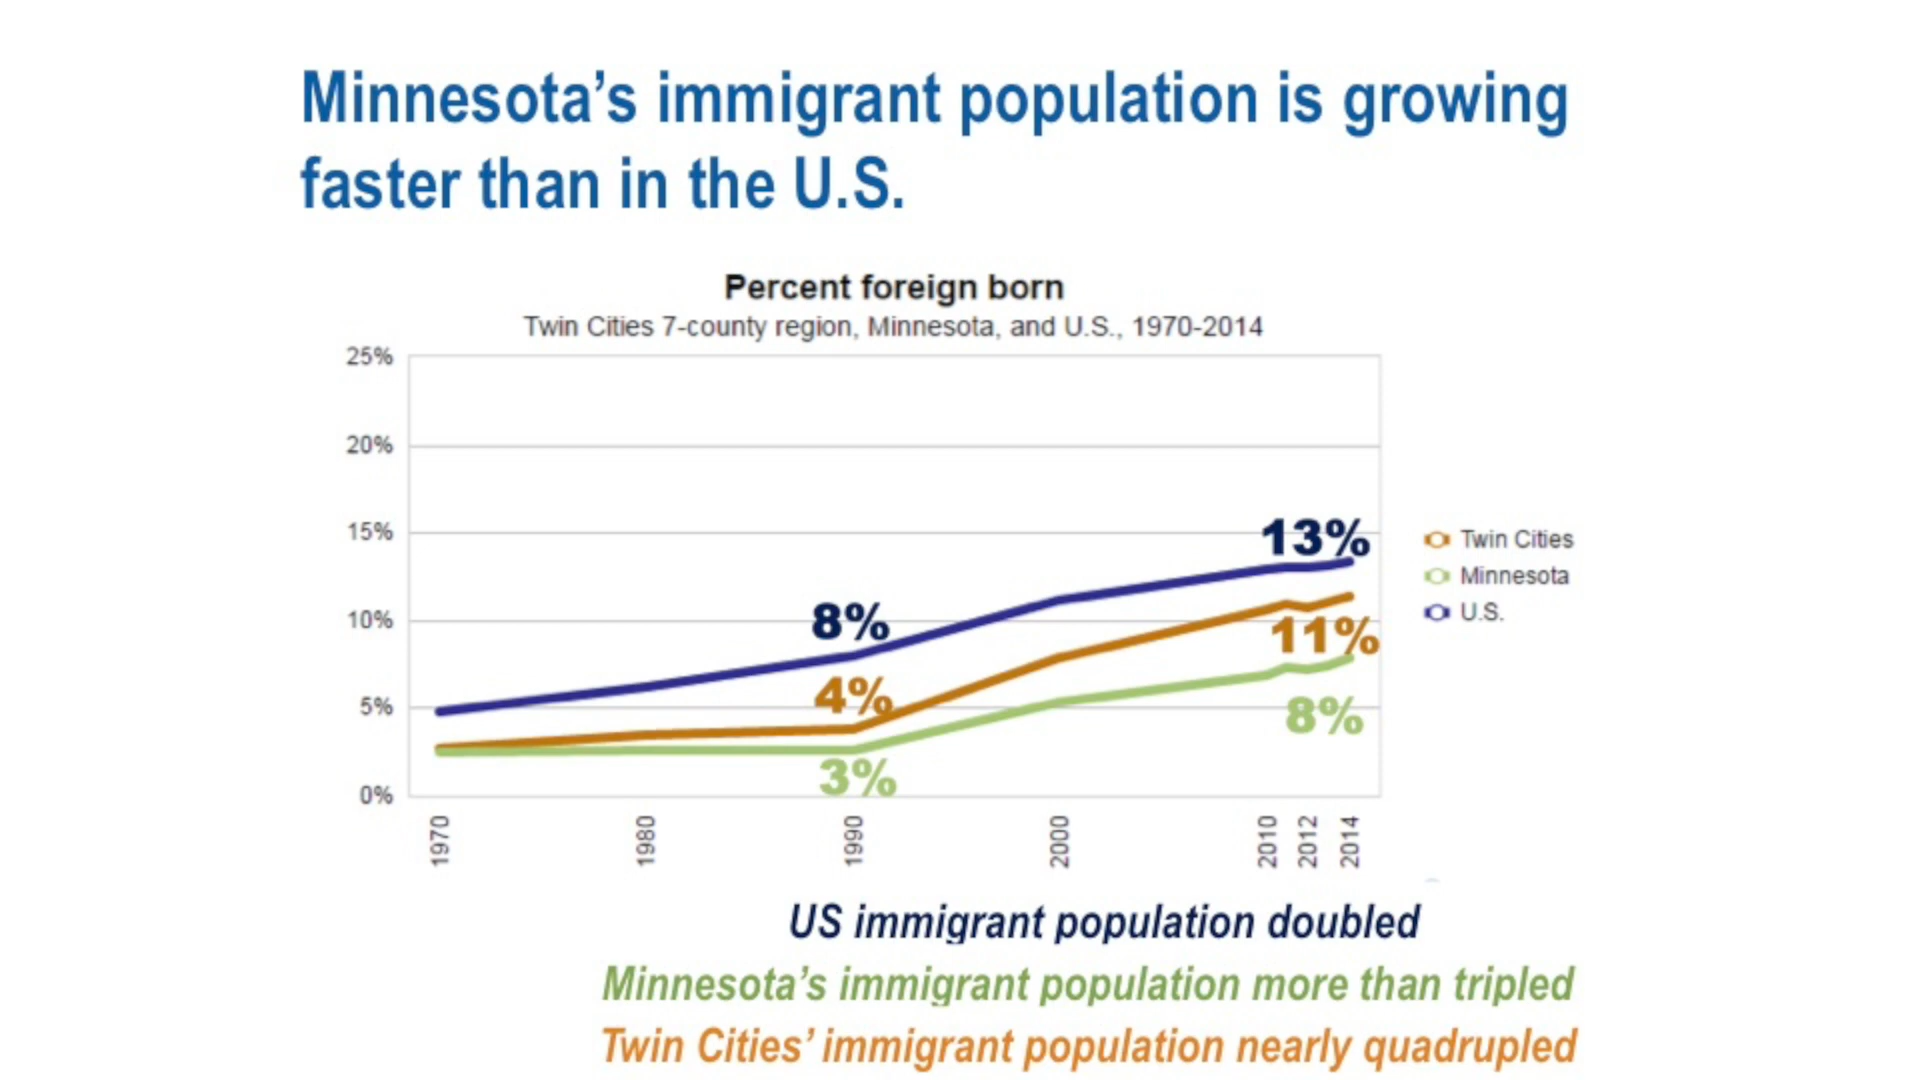 Minnesota’s immigrant population is growing
faster than in the U.S.
Percent foreign born
Twin Cities 7-county region, Minnesota, and U.S., 1970-2014
25%
20%
15%
10%
5%
0%
13%
8%
11%
4%
8%
3%
Twin Cities
Minnesota
U.S.
1970
1980
1990
2000
2010
2012
2014
US immigrant population doubled
Minnesota’s immigrant population more than tripled
Twin Cities’ immigrant population nearly quadrupled